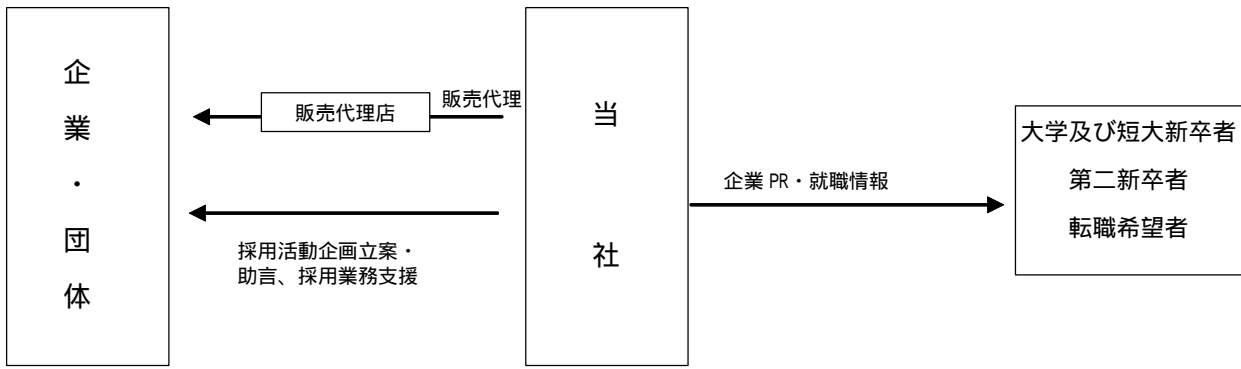 企業・団体
販売代理店
販売代理
採用活動企画立案・
助言、採用業務支援
当社
企業 PR・就職情報
大学及び短大新卒者
第二新卒者
転職希望者